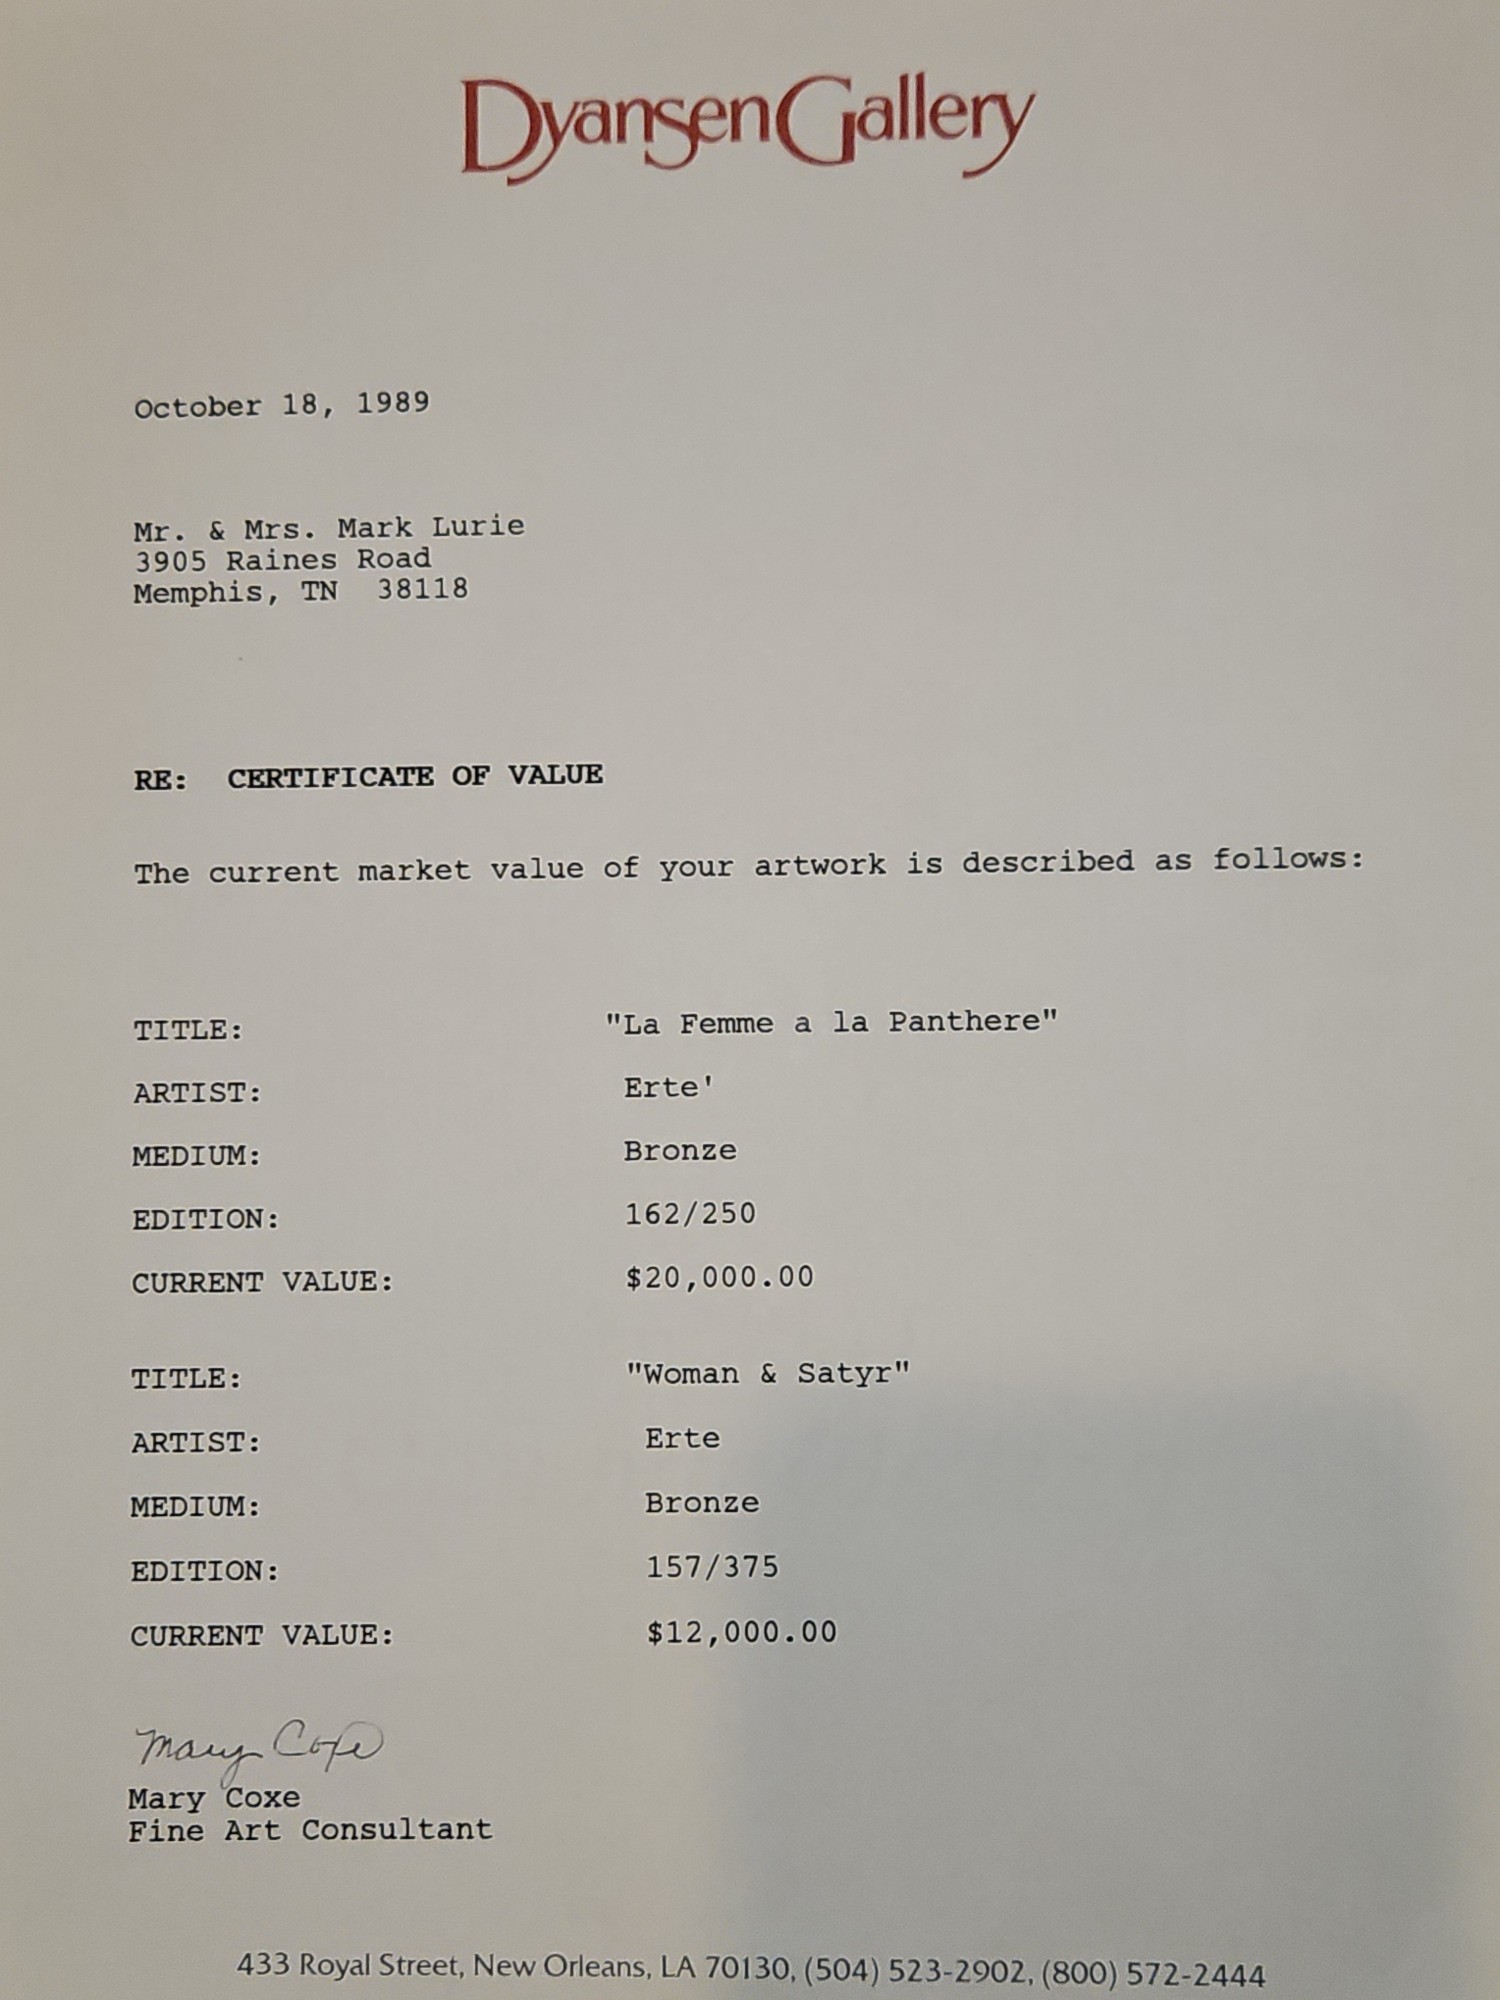 Dyansen Gallery
October 18, 1989
Mr. & Mrs. Mark Lurie
3905 Raines Road
Memphis, TN 38118
RE: CERTIFICATE OF VALUE
The current market value of your artwork is described as follows:
TITLE: "La Femme a la Panthere"
ARTIST: Erte'
MEDIUM: Bronze
EDITION: 162/250
CURRENT VALUE: $20,000.00
TITLE: "Woman & Satyr"
ARTIST: Erte
MEDIUM: Bronze
EDITION: 157/375
CURRENT VALUE: $12,000.00
Mary Coxe
Mary Coxe
Fine Art Consultant
433 Royal Street, New Orleans, LA 70130, (504) 523-2902, (800) 572-2444